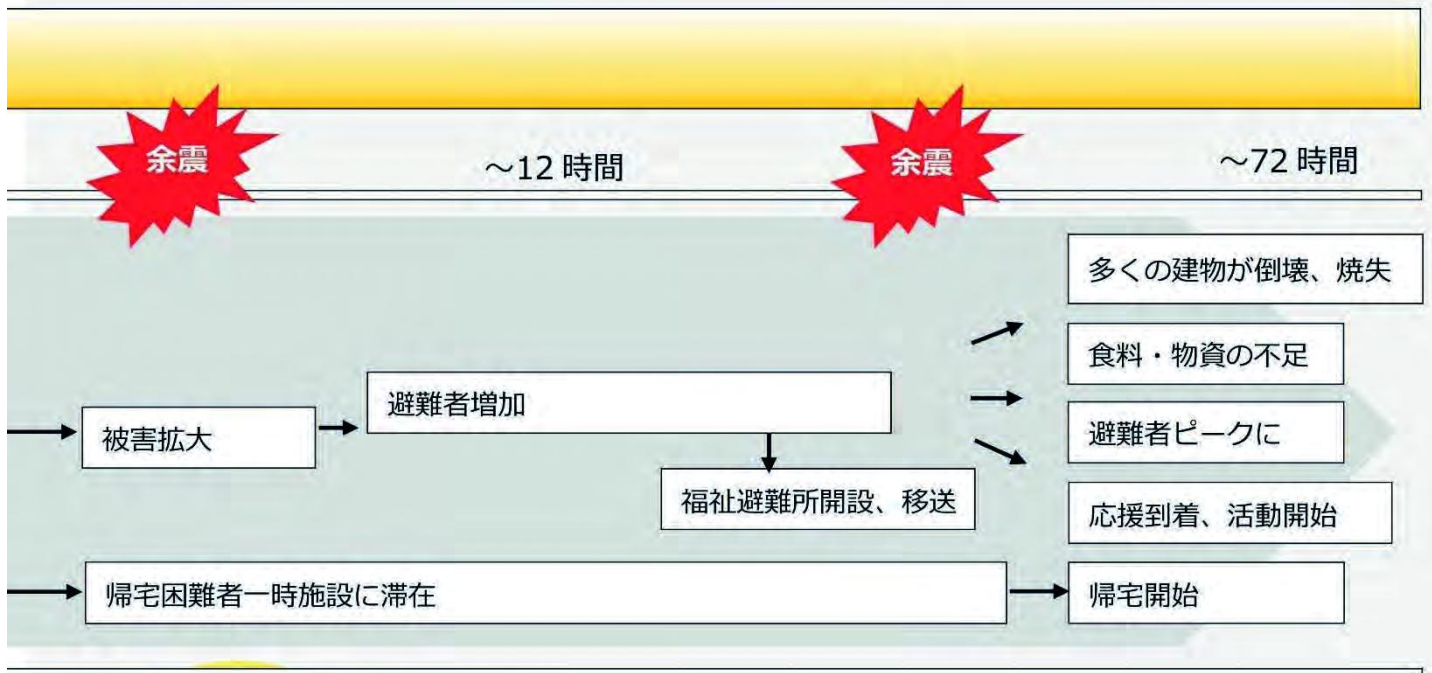 余震
～12 時間
余震
～72 時間
多くの建物が倒壊、焼失
食料・物資の不足
避難者増加
被害拡大
避難者ピークに
福祉避難所開設、移送
応援到着、活動開始
帰宅困難者一時施設に滞在
帰宅開始